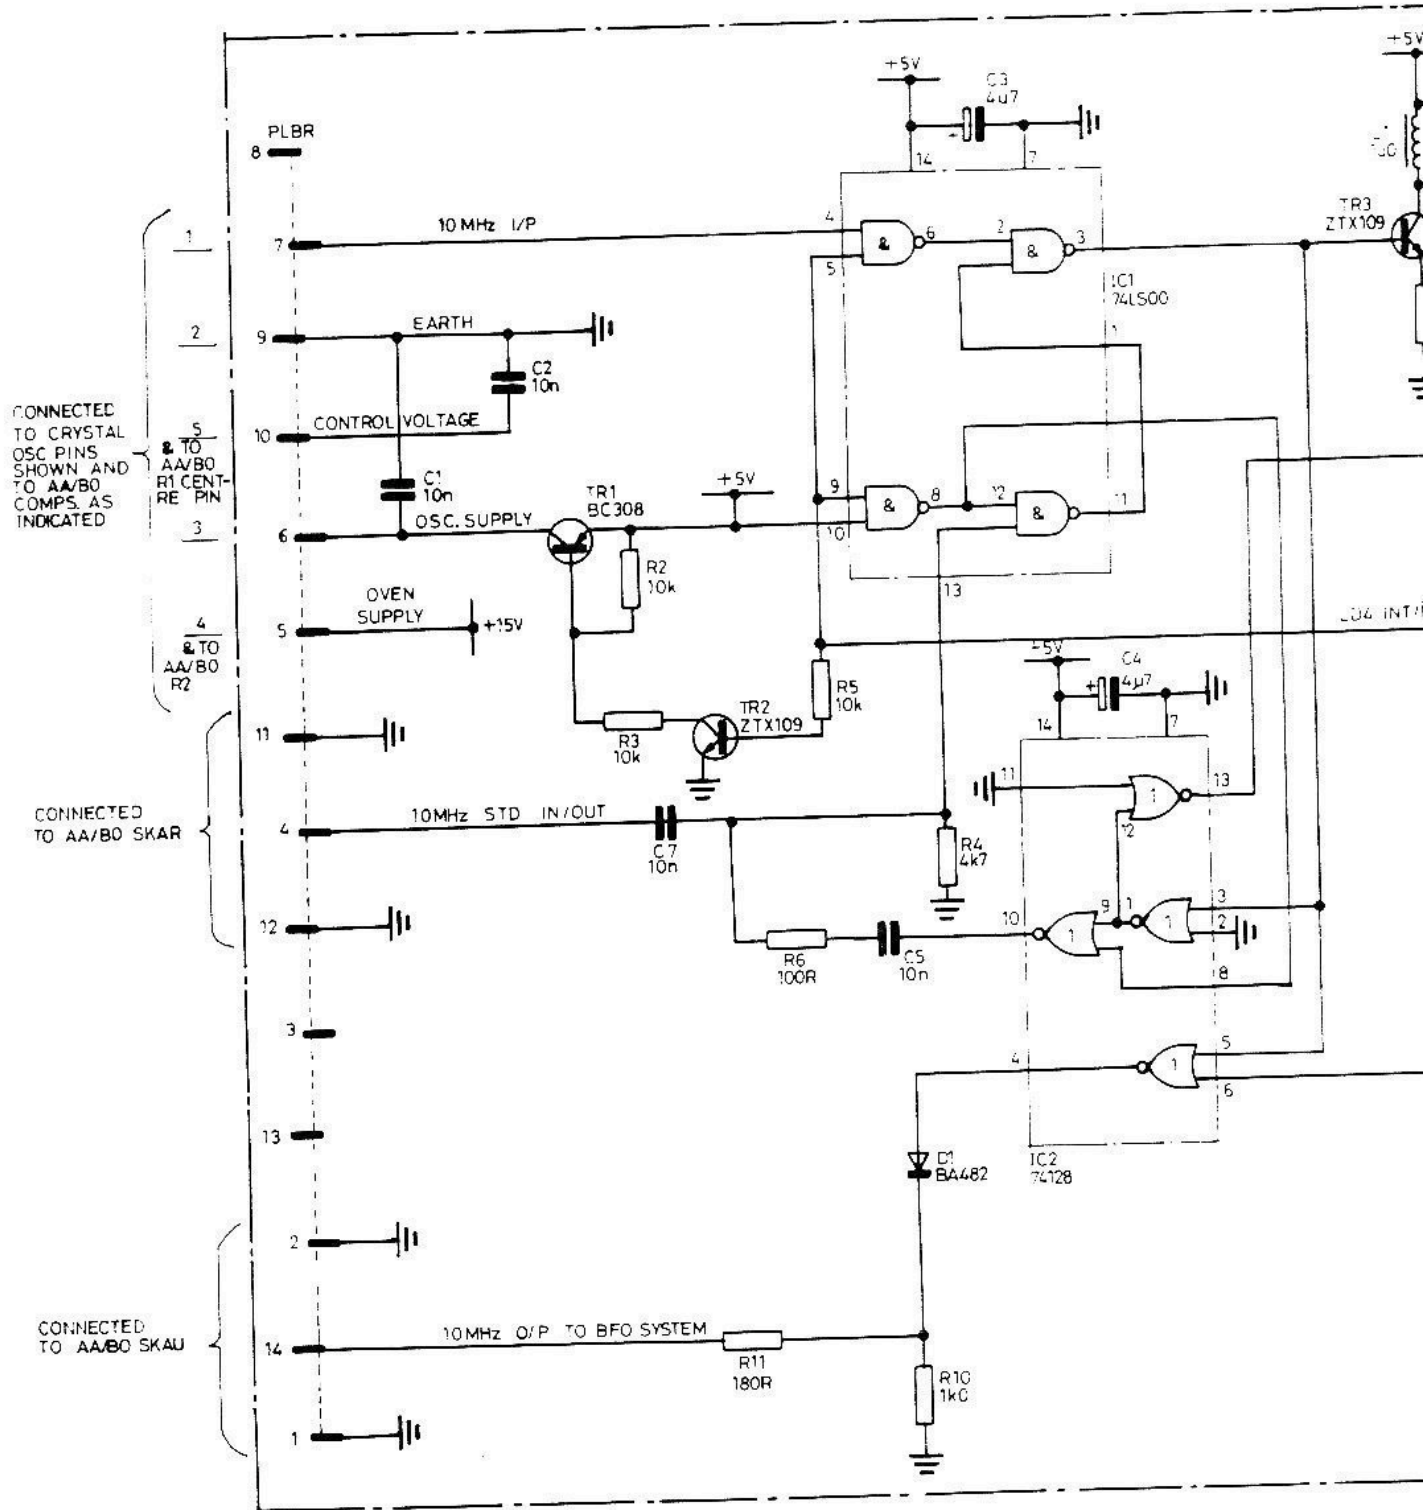 +5V
+5V
C3
4µ7
+
PLBR
8
14
7
TR3
ZTX109
1
7
10MHz I/P
4
&
6
2
&
3
5
IC1
74LS00
1
2
9
EARTH
C2
10n
CONNECTED
TO CRYSTAL
OSC PINS
SHOWN AND
TO AA/BO
COMPS. AS
INDICATED
5
& TO
AA/BO
R1 CENT-
RE PIN
10
CONTROL VOLTAGE
C1
10n
TR1
BC308
+5V
9
&
8
12
&
11
10
3
6
OSC. SUPPLY
R2
10k
13
OVEN
SUPPLY
4
& TO
AA/BO
R2
5
+15V
+5V
C4
4µ7
+
R5
10k
14
7
TR2
ZTX109
R3
10k
11
11
1
13
12
CONNECTED
TO AA/BO SKAR
4
10MHz STD IN/OUT
C7
10n
R4
4k7
12
10
1
9
1
1
3
2
R6
100R
C5
10n
8
3
4
1
5
6
13
D1
BA482
IC2
74128
2
CONNECTED
TO AA/BO SKAU
14
10MHz O/P TO BFO SYSTEM
R11
180R
R10
1k0
1